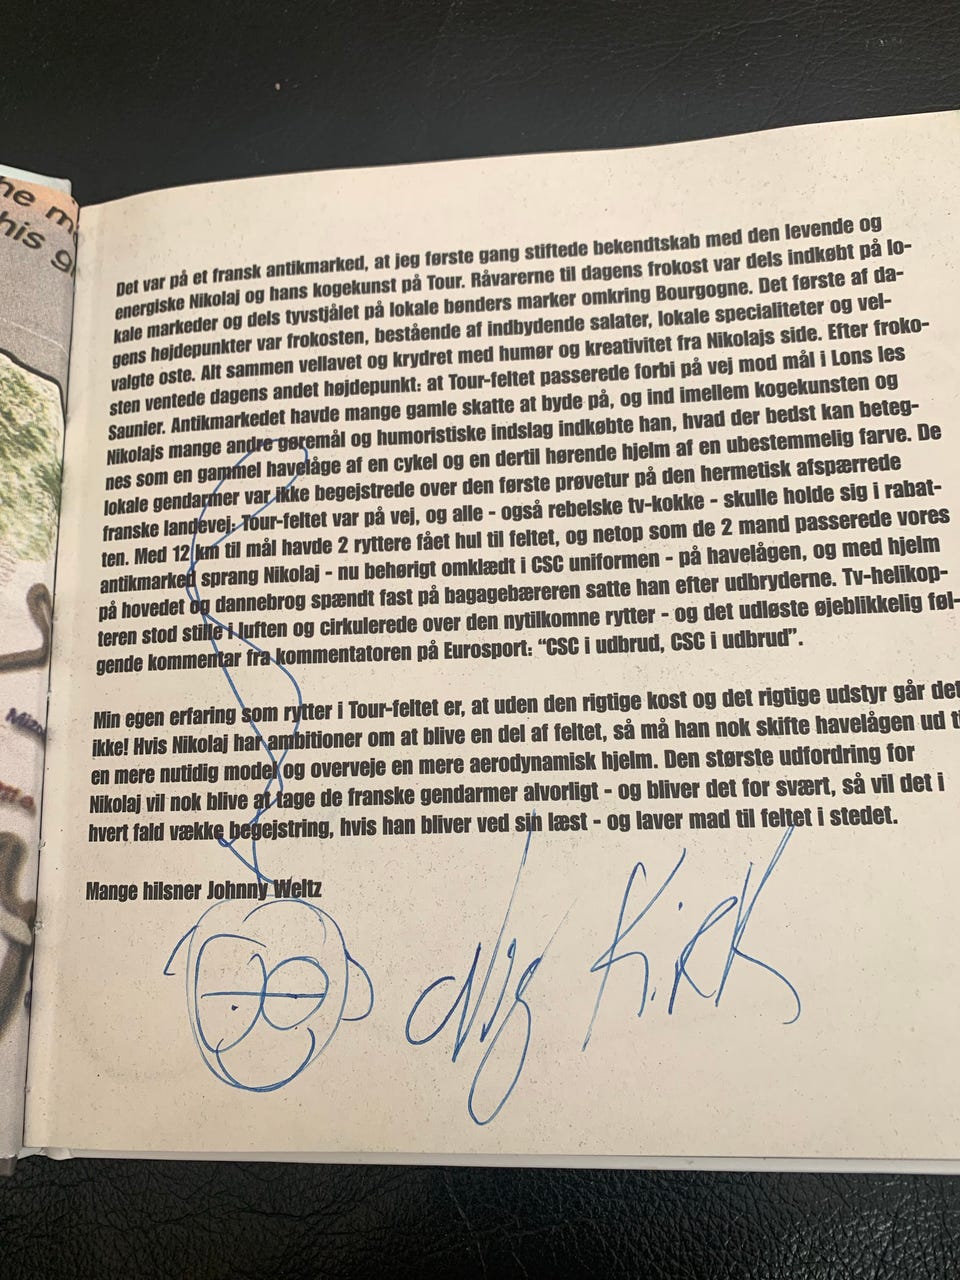 he m
his g
Det var på et fransk antikmarked, at jeg første gang stiftede bekendtskab med den levende og
energiske Nikolaj og hans kogekunst på Tour. Råvarerne til dagens frokost var dels indkøbt på lo-
kale markeder og dels tyvstjålet på lokale bønders marker omkring Bourgogne. Det første af da-
gens højdepunkter var frokosten, bestående af indbydende salater, lokale specialiteter og vel-
valgte oste. Alt sammen vellavet og krydret med humør og kreativitet fra Nikolajs side. Efter froko-
sten ventede dagens andet højdepunkt: at Tour-feltet passerede forbi på vej mod mål i Lons les
Saunier. Antikmarkedet havde mange gamle skatte at byde på, og ind imellem kogekunsten og
Nikolajs mange andre gøremål og humoristiske indslag indkøbte han, hvad der bedst kan beteg-
nes som en gammel havelåge af en cykel og en dertil hørende hjelm af en ubestemmelig farve. De
lokale gendarmer var ikke begejstrede over den første prøvetur på den hermetisk afspærrede
franske landevej: Tour-feltet var på vej, og alle - også rebelske tv-kokke - skulle holde sig i rabat-
ten. Med 12 km til mål havde 2 ryttere fået hul til feltet, og netop som de 2 mand passerede vores
antikmarked sprang Nikolaj - nu behørigt omklædt i CSC uniformen - på havelågen, og med hjelm
på hovedet og dannebrog spændt fast på bagagebæreren satte han efter udbryderne. Tv-helikop-
teren stod stille i luften og cirkulerede over den nytilkomne rytter - og det udløste øjeblikkelig føl-
gende kommentar fra kommentatoren på Eurosport: “CSC i udbrud, CSC i udbrud”.
Min egen erfaring som rytter i Tour-feltet er, at uden den rigtige kost og det rigtige udstyr går det
ikke! Hvis Nikolaj har ambitioner om at blive en del af feltet, så må han nok skifte havelågen ud ti
en mere nutidig model og overveje en mere aerodynamisk hjelm. Den største udfordring for
Nikolaj vil nok blive at tage de franske gendarmer alvorligt - og bliver det for svært, så vil det i
hvert fald vække begejstring, hvis han bliver ved sin læst - og laver mad til feltet i stedet.
Mange hilsner Johnny Weltz
Kirk